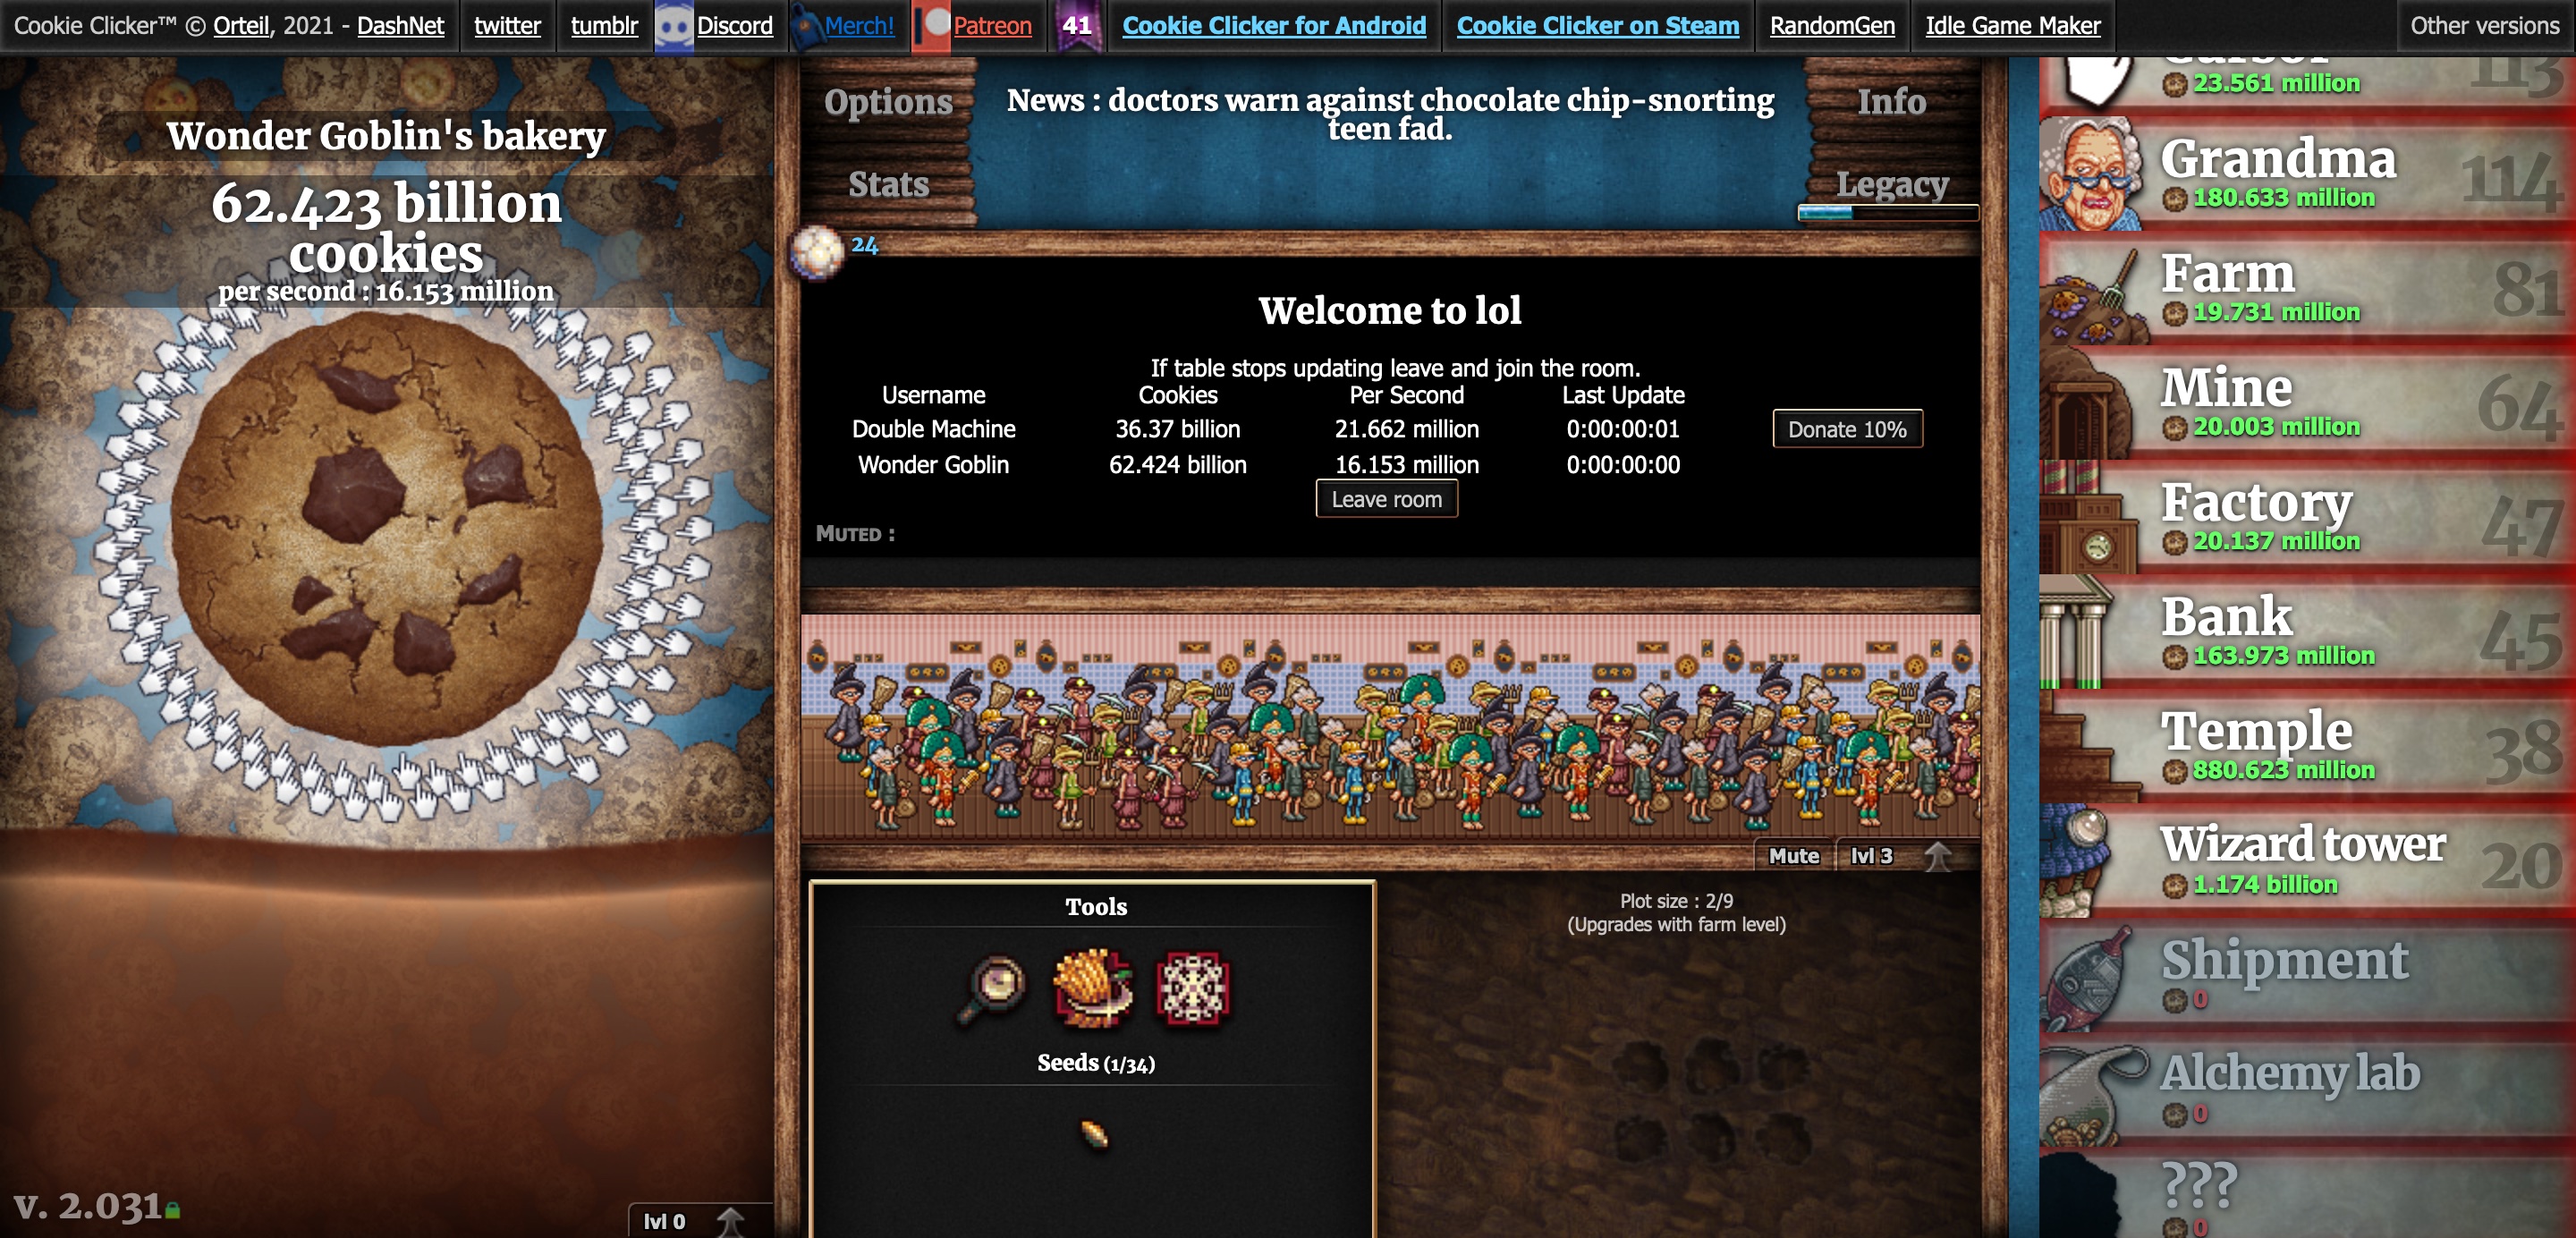 Cookie Clicker™ © Orteil, 2021 - DashNet
twitter
tumblr
Discord
Merch!
Patreon
41
Cookie Clicker for Android
Cookie Clicker on Steam
RandomGen
Idle Game Maker
Other versions
Wonder Goblin's bakery
62.423 billion
cookies
per second : 16.153 million
v. 2.031
lvl 0
Options
Stats
News : doctors warn against chocolate chip-snorting
teen fad.
Info
Legacy
24
Welcome to lol
If table stops updating leave and join the room.
Username Cookies Per Second Last Update
Double Machine 36.37 billion 21.662 million 0:00:00:01 Donate 10%
Wonder Goblin 62.424 billion 16.153 million 0:00:00:00
Leave room
Muted :
Mute
lvl 3
Tools
Seeds (1/34)
Plot size : 2/9
(Upgrades with farm level)
Cursor 113
23.561 million
Grandma 114
180.633 million
Farm 81
19.731 million
Mine 64
20.003 million
Factory 47
20.137 million
Bank 45
163.973 million
Temple 38
880.623 million
Wizard tower 20
1.174 billion
Shipment
0
Alchemy lab
0
???
0